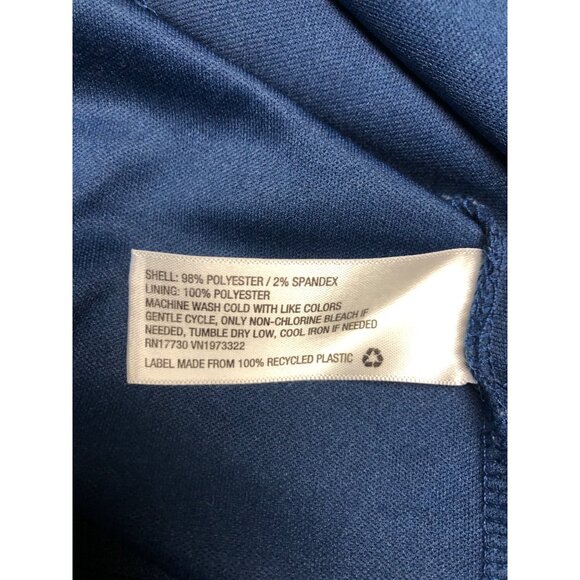 SHELL: 98% POLYESTER / 2% SPANDEX
LINING: 100% POLYESTER
MACHINE WASH COLD WITH LIKE COLORS
GENTLE CYCLE, ONLY NON-CHLORINE BLEACH IF
NEEDED, TUMBLE DRY LOW, COOL IRON IF NEEDED
RN17730 VN1973322
LABEL MADE FROM 100% RECYCLED PLASTIC